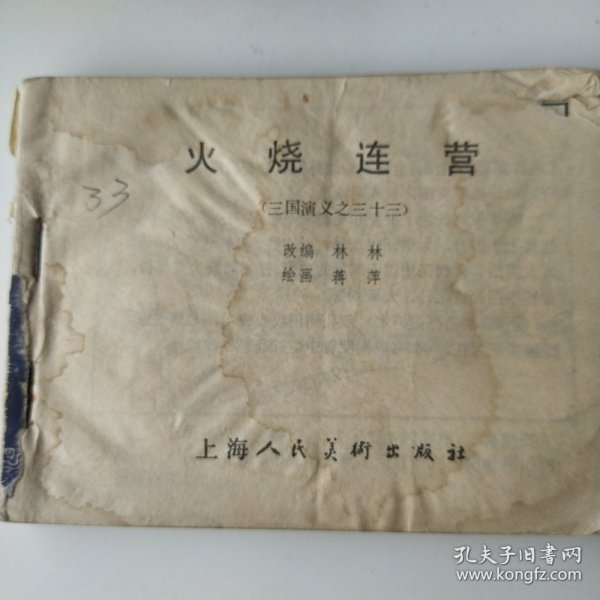 火烧连营
33
(三国演义之三十三)
改编 林 林
绘画 蒋 萍
上海人民美術出版社
孔夫子旧书网
www.kongfz.com